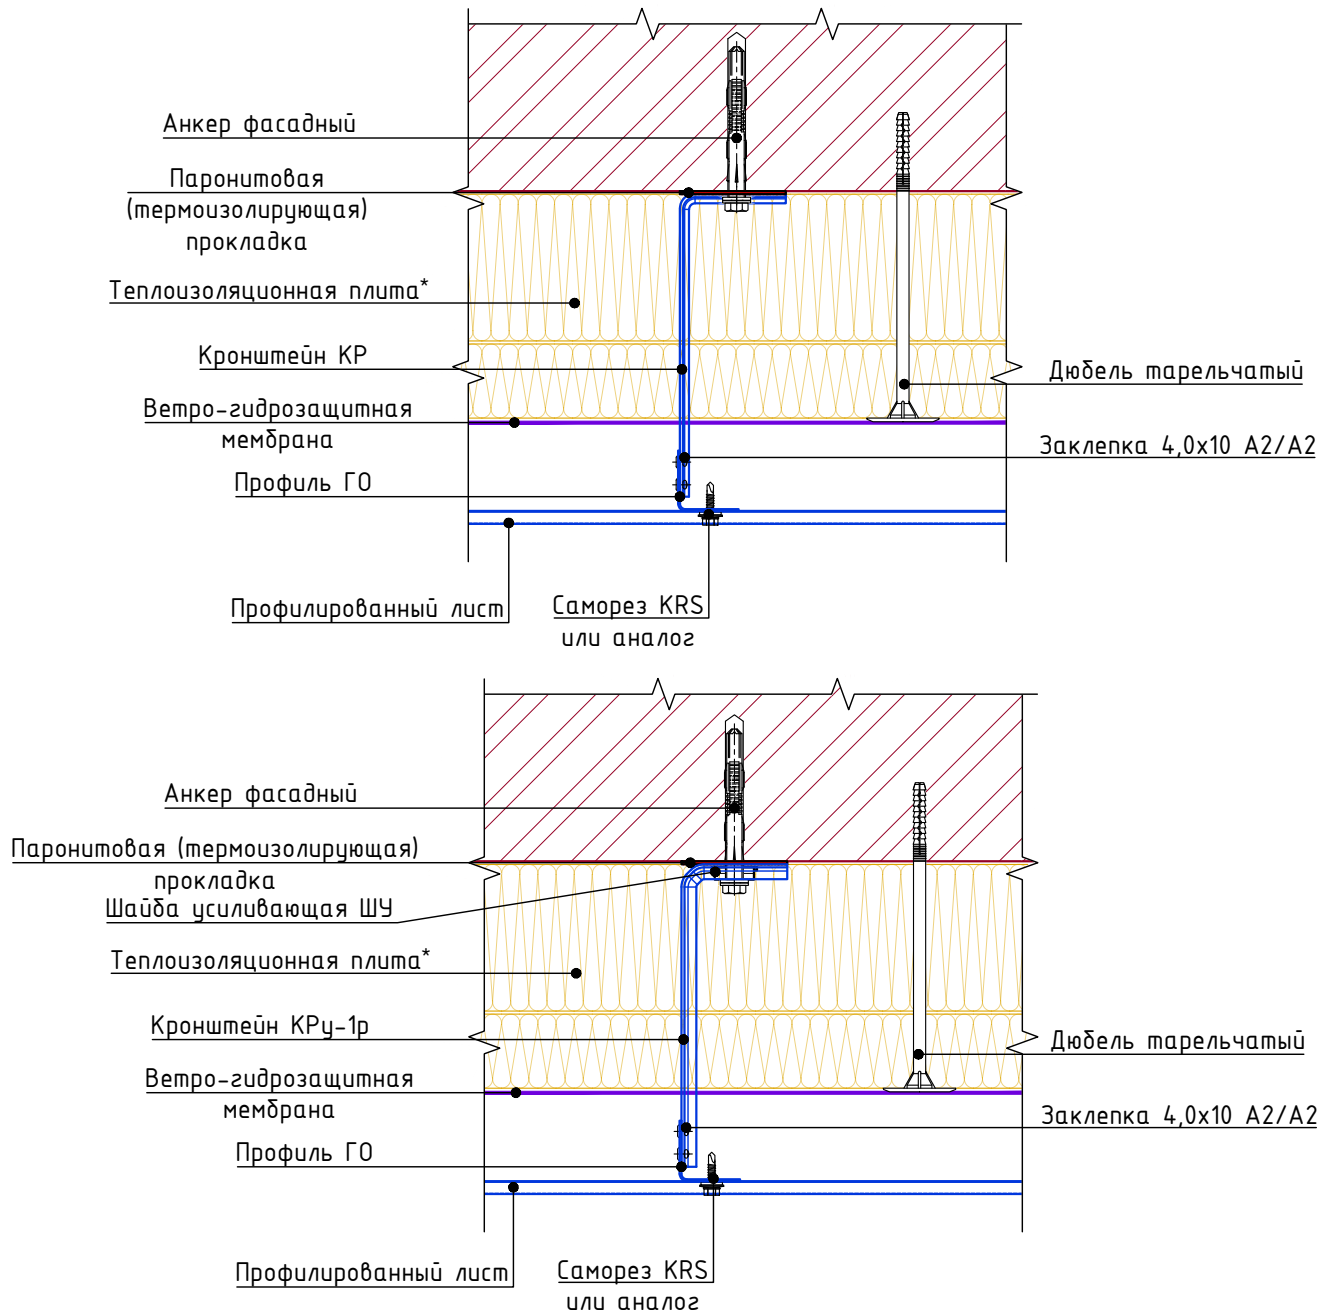 Анкер фасадный
Паронитовая
(термоизолирующая)
прокладка
Теплоизоляционная плита*
Кронштейн КР
Ветро-гидрозащитная
мембрана
Профиль ГО
Профилированный лист
Саморез KRS
или аналог
Дюбель тарельчатый
Заклепка 4,0х10 А2/А2
Анкер фасадный
Паронитовая (термоизолирующая)
прокладка
Шайба усиливающая ШУ
Теплоизоляционная плита*
Кронштейн КРу-1р
Ветро-гидрозащитная
мембрана
Профиль ГО
Профилированный лист
Саморез KRS
или аналог
Дюбель тарельчатый
Заклепка 4,0х10 А2/А2